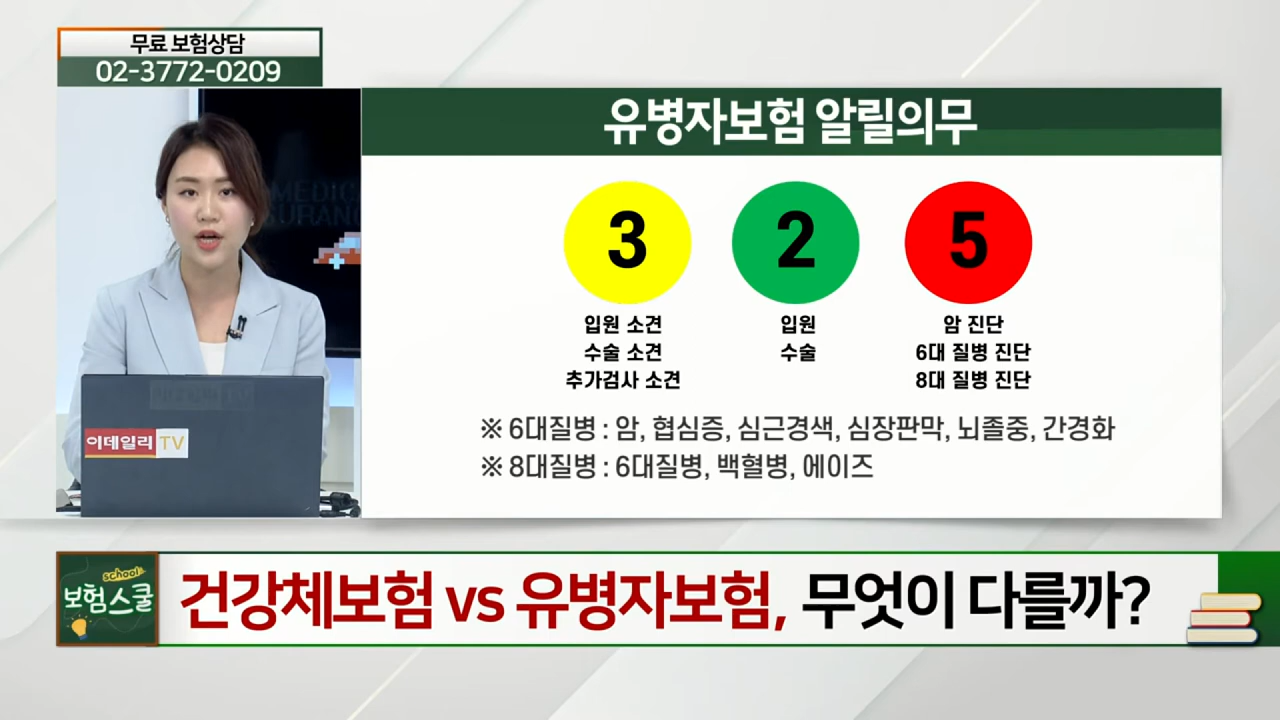 무료 보험상담
02-3772-0209
유병자보험 알릴의무
3
2
5
입원 소견
수술 소견
추가검사 소견
입원
수술
암 진단
6대 질병 진단
8대 질병 진단
※ 6대질병 : 암, 협심증, 심근경색, 심장판막, 뇌졸중, 간경화
※ 8대질병 : 6대질병, 백혈병, 에이즈
이데일리 TV
school
보험스쿨
건강체보험 vs 유병자보험, 무엇이 다를까?